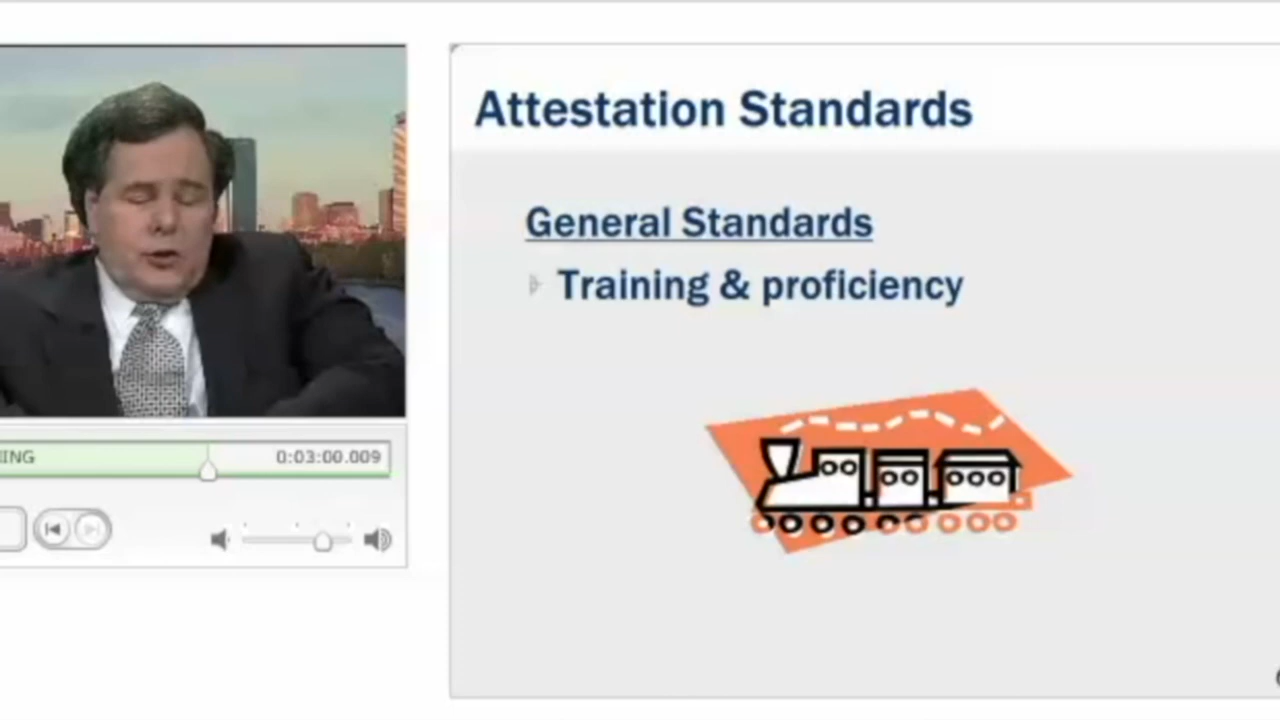 Attestation Standards
General Standards
Training & proficiency
ING
0:03:00.009